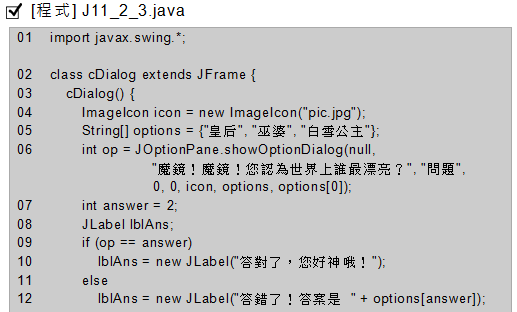 [程式] J11_2_3.java
01 import javax.swing.*;
02 class cDialog extends JFrame {
03 cDialog() {
04 ImageIcon icon = new ImageIcon("pic.jpg");
05 String[] options = {"皇后", "巫婆", "白雪公主"};
06 int op = JOptionPane.showOptionDialog(null,
"魔鏡！魔鏡！您認為世界上誰最漂亮？", "問題",
0, 0, icon, options, options[0]);
07 int answer = 2;
08 JLabel lblAns;
09 if (op == answer)
10 lblAns = new JLabel("答對了，您好神哦！");
11 else
12 lblAns = new JLabel("答錯了！答案是 " + options[answer]);